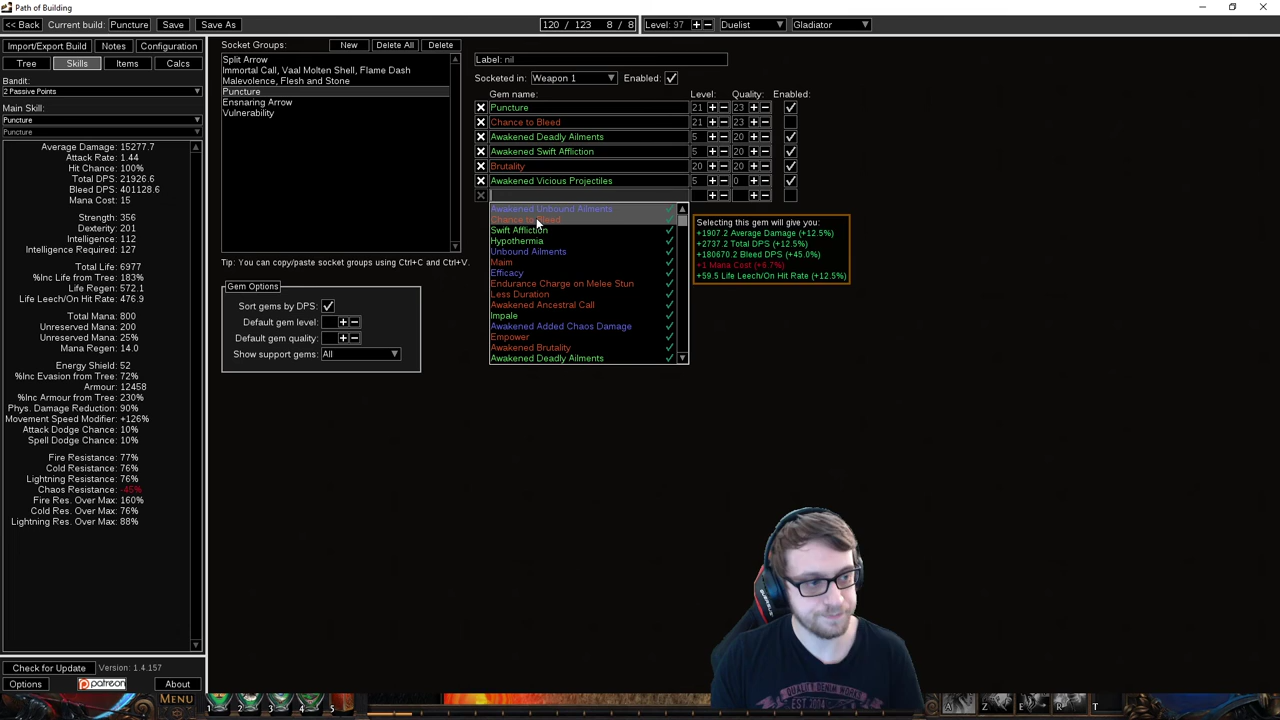 Path of Building
<< Back Current build: Puncture Save Save As 120 / 123 8 / 8 Level: 97 Duelist Gladiator
Import/Export Build Notes Configuration
Tree Skills Items Calcs
Bandit:
2 Passive Points
Main Skill:
Puncture
Puncture
Average Damage: 15277.7
Attack Rate: 1.44
Hit Chance: 100%
Total DPS: 21926.6
Bleed DPS: 401128.6
Mana Cost: 15
Strength: 356
Dexterity: 201
Intelligence: 112
Intelligence Required: 127
Total Life: 6977
%Inc Life from Tree: 183%
Life Regen: 572.1
Life Leech/On Hit Rate: 476.9
Total Mana: 800
Unreserved Mana: 200
Unreserved Mana: 25%
Mana Regen: 14.0
Energy Shield: 52
%Inc Evasion from Tree: 72%
Armour: 12458
%Inc Armour from Tree: 230%
Phys. Damage Reduction: 90%
Movement Speed Modifier: +126%
Attack Dodge Chance: 10%
Spell Dodge Chance: 10%
Fire Resistance: 77%
Cold Resistance: 76%
Lightning Resistance: 76%
Chaos Resistance: -45%
Fire Res. Over Max: 160%
Cold Res. Over Max: 76%
Lightning Res. Over Max: 88%
Check for Update Version: 1.4.157
Options patreon About
Socket Groups: New Delete All Delete
Split Arrow
Immortal Call, Vaal Molten Shell, Flame Dash
Malevolence, Flesh and Stone
Puncture
Ensnaring Arrow
Vulnerability
Tip: You can copy/paste socket groups using Ctrl+C and Ctrl+V.
Gem Options
Sort gems by DPS:
Default gem level:
Default gem quality:
Show support gems: All
Label: nil
Socketed in: Weapon 1 Enabled:
Gem name: Level: Quality: Enabled:
Puncture 21 23
Chance to Bleed 21 23
Awakened Deadly Ailments 5 20
Awakened Swift Affliction 5 20
Brutality 20 20
Awakened Vicious Projectiles 5 0
Awakened Unbound Ailments
Chance to Bleed
Swift Affliction
Hypothermia
Unbound Ailments
Maim
Efficacy
Endurance Charge on Melee Stun
Less Duration
Awakened Ancestral Call
Impale
Awakened Added Chaos Damage
Empower
Awakened Brutality
Awakened Deadly Ailments
Selecting this gem will give you:
+1907.2 Average Damage (+12.5%)
+2737.2 Total DPS (+12.5%)
+180670.2 Bleed DPS (+45.0%)
+1 Mana Cost (+6.7%)
+59.5 Life Leech/On Hit Rate (+12.5%)
QUALITY DENIM WORKS
MENU
1 2 3 4 5
A Z E R T